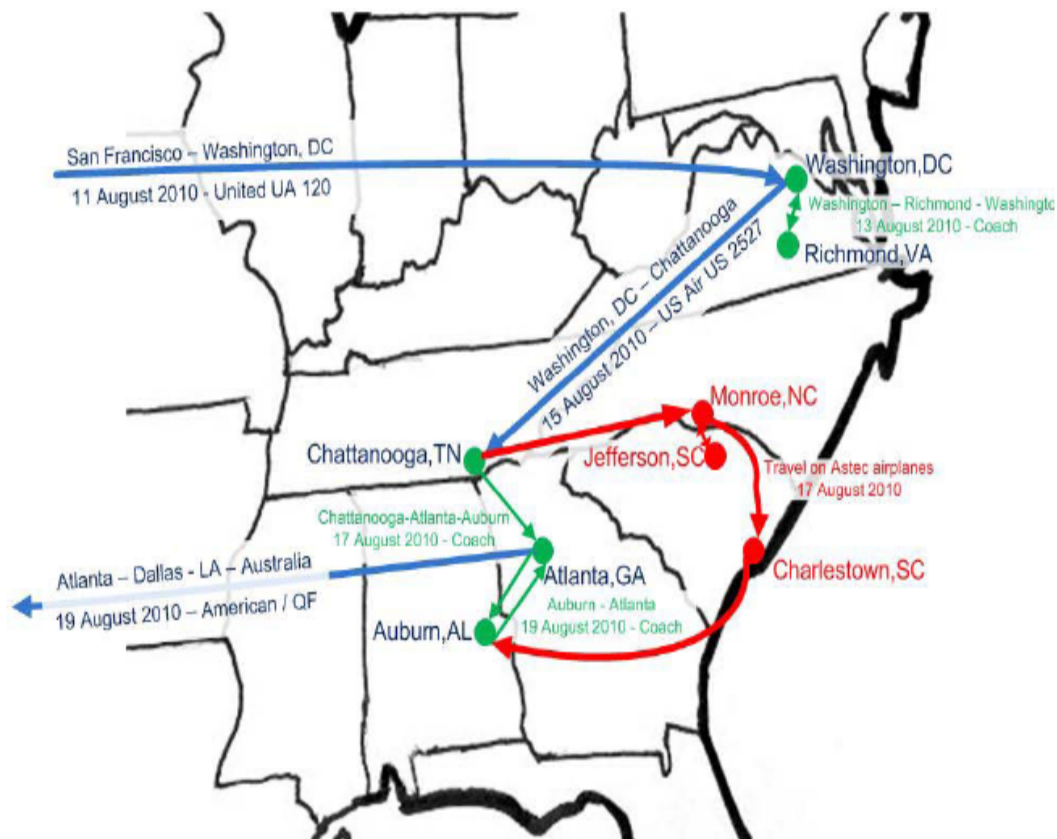 San Francisco – Washington, DC
11 August 2010 - United UA 120
Washington,DC
Washington – Richmond - Washingto
13 August 2010 - Coach
Richmond,VA
Washington, DC – Chattanooga
15 August 2010 – US Air US 2527
Monroe,NC
Chattanooga,TN
Jefferson,SC
Travel on Astec airplanes
17 August 2010
Chattanooga-Atlanta-Auburn
17 August 2010 - Coach
Atlanta – Dallas - LA – Australia
19 August 2010 – American / QF
Atlanta,GA
Charlestown,SC
Auburn - Atlanta
19 August 2010 - Coach
Auburn,AL